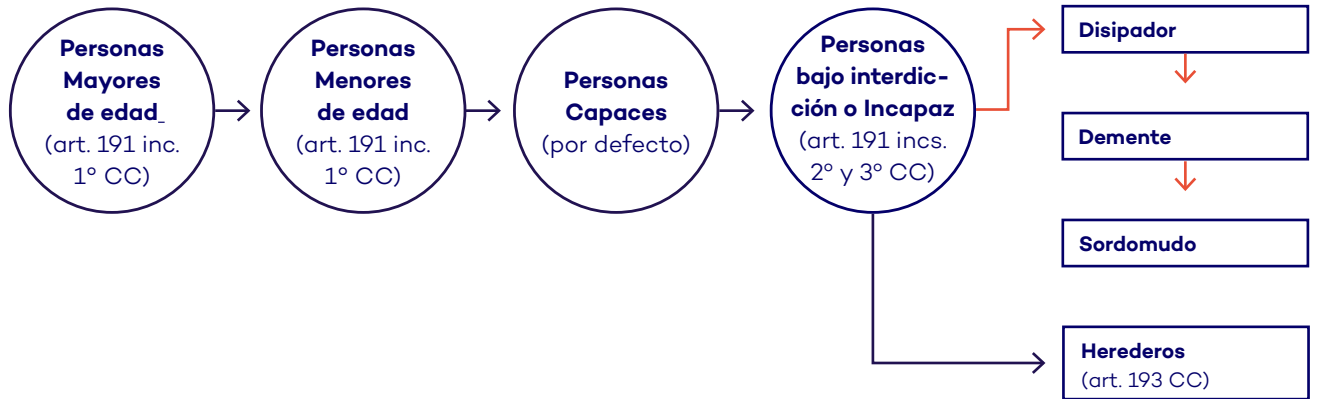 Personas
Mayores
de edad_
(art. 191 inc.
1° CC)
Personas
Menores
de edad
(art. 191 inc.
1° CC)
Personas
Capaces
(por defecto)
Personas
bajo interdic-
ción o Incapaz
(art. 191 incs.
2° y 3° CC)
Disipador
Demente
Sordomudo
Herederos
(art. 193 CC)